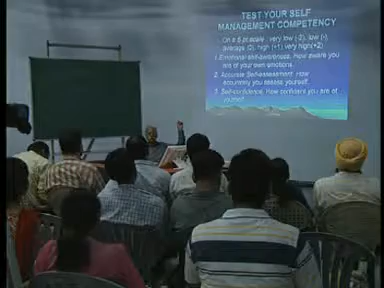 TEST YOUR SELF
MANAGEMENT COMPETENCY
On a 5 pt.scale : very low (-2), low (-)
average (0), high (+1) very high(+2)
1. Emotional self-awareness: How aware you
are of your own emotions.
2. Accurate Self-assessment: How
accurately you assess yourself.
3. Self-confidence: How confident you are of
yourself